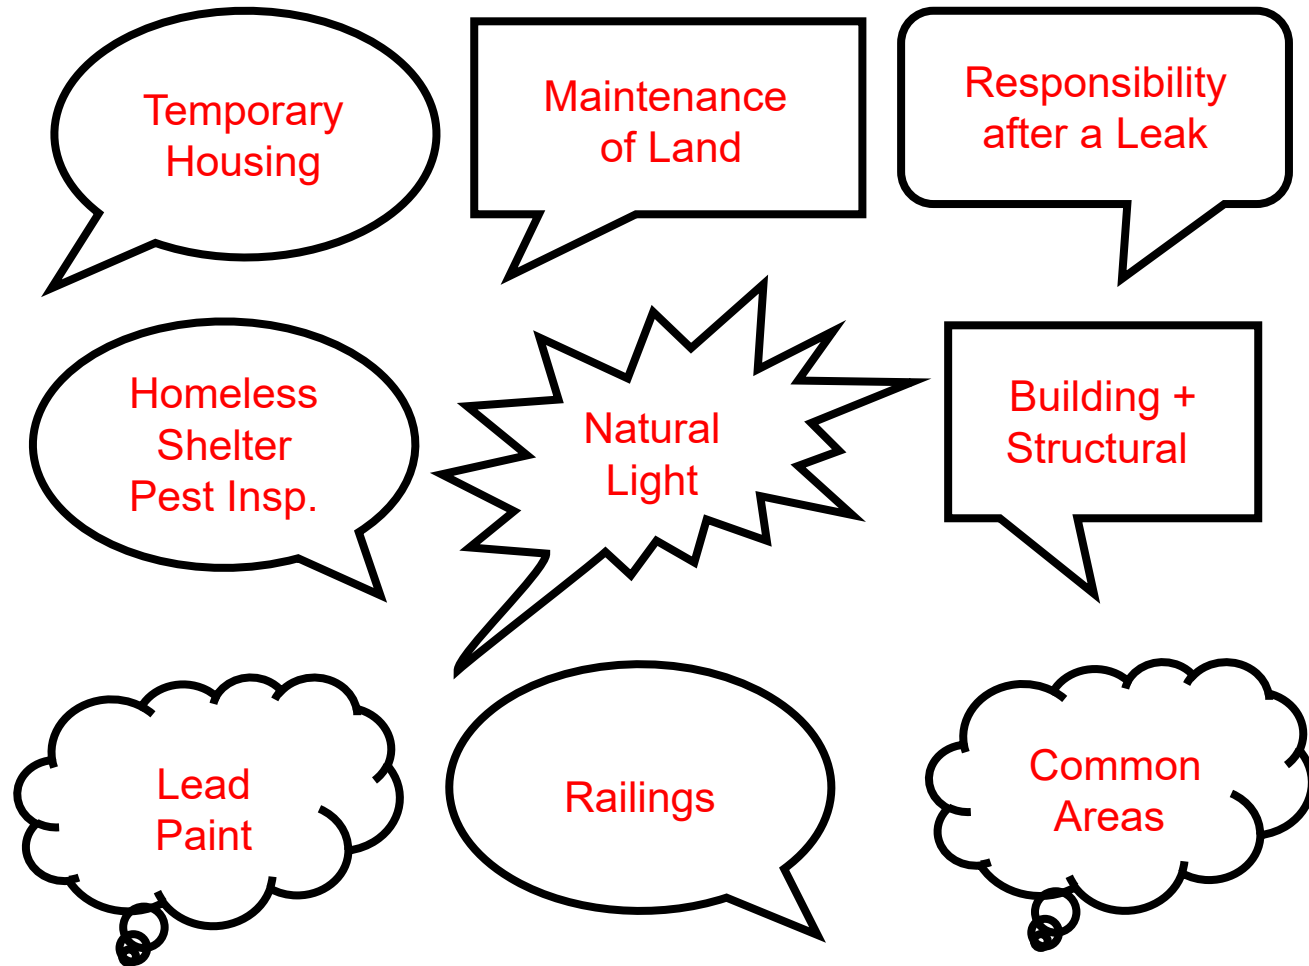 Temporary
Housing
Maintenance
of Land
Responsibility
after a Leak
Homeless
Shelter
Pest Insp.
Natural
Light
Building +
Structural
Lead
Paint
Railings
Common
Areas